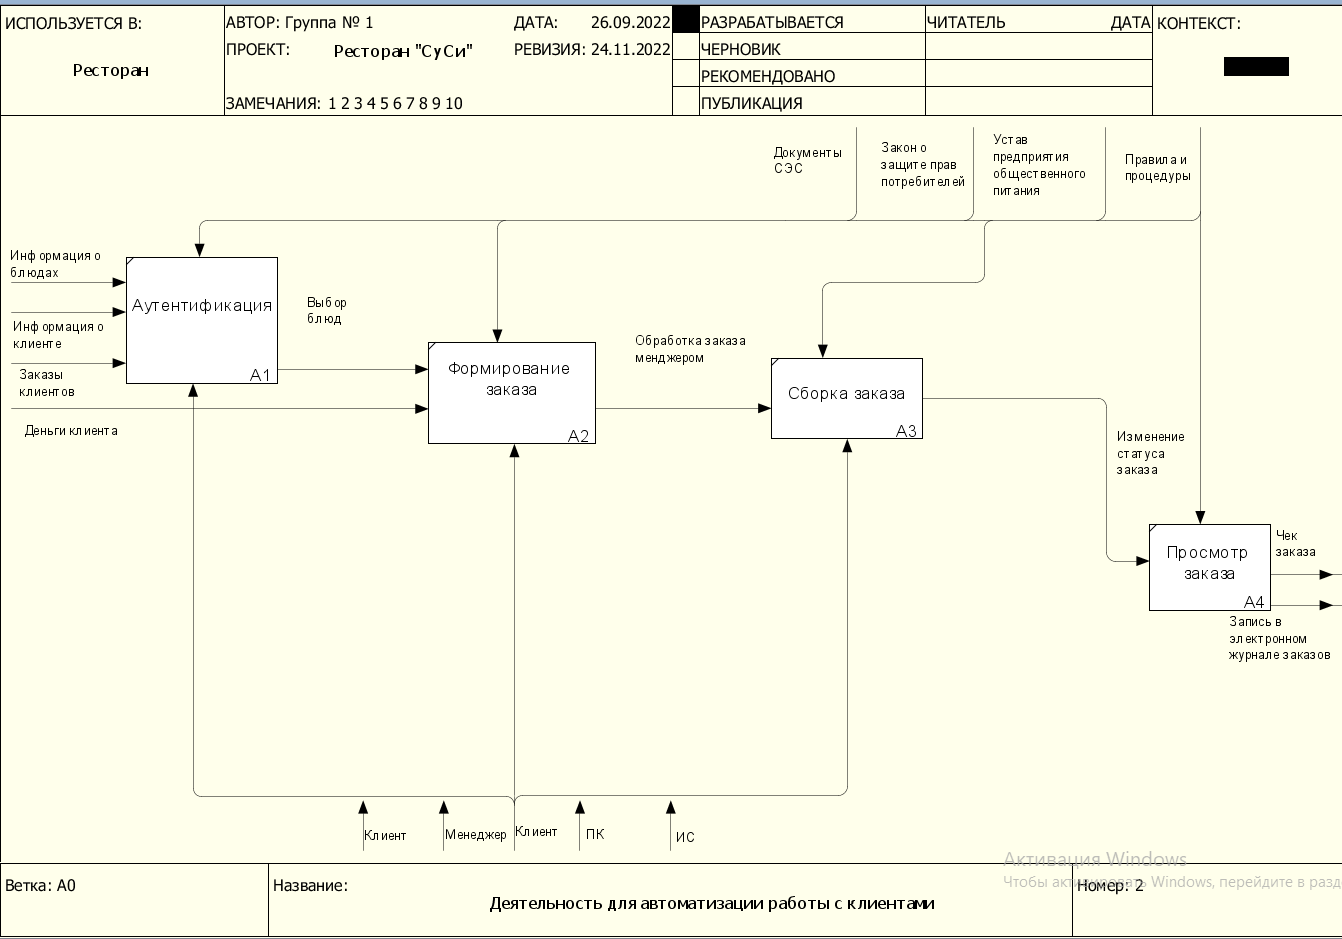 ИСПОЛЬЗУЕТСЯ В:
Ресторан
АВТОР: Группа № 1
ДАТА: 26.09.2022
ПРОЕКТ: Ресторан "СуСи"
РЕВИЗИЯ: 24.11.2022
ЗАМЕЧАНИЯ: 1 2 3 4 5 6 7 8 9 10
РАЗРАБАТЫВАЕТСЯ
ЧЕРНОВИК
РЕКОМЕНДОВАНО
ПУБЛИКАЦИЯ
ЧИТАТЕЛЬ ДАТА
КОНТЕКСТ:
Документы
СЭС
Закон о
защите прав
потребителей
Устав
предприятия
общественного
питания
Правила и
процедуры
Информация о
блюдах
Информация о
клиенте
Заказы
клиентов
Деньги клиента
Аутентификация
A1
Выбор
блюд
Формирование
заказа
A2
Обработка заказа
менджером
Сборка заказа
A3
Изменение
статуса
заказа
Просмотр
заказа
A4
Чек
заказа
Запись в
электронном
журнале заказов
Клиент
Менеджер
Клиент
ПК
ИС
Активация Windows
Чтобы активировать Windows, перейдите в разд
Ветка: A0
Название:
Деятельность для автоматизации работы с клиентами
Номер: 2